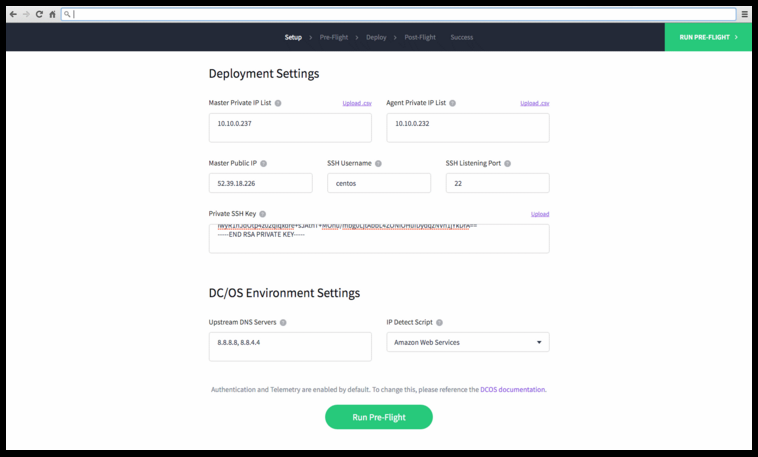 Setup > Pre-Flight > Deploy > Post-Flight Success
RUN PRE-FLIGHT >
Deployment Settings
Master Private IP List ? Upload .csv
Agent Private IP List ? Upload .csv
10.10.0.237
10.10.0.232
Master Public IP ?
SSH Username ?
SSH Listening Port ?
52.39.18.226
centos
22
Private SSH Key ? Upload
-----END RSA PRIVATE KEY-----
DC/OS Environment Settings
Upstream DNS Servers ?
IP Detect Script ?
8.8.8.8, 8.8.4.4
Amazon Web Services
Authentication and Telemetry are enabled by default. To change this, please reference the DCOS documentation.
Run Pre-Flight